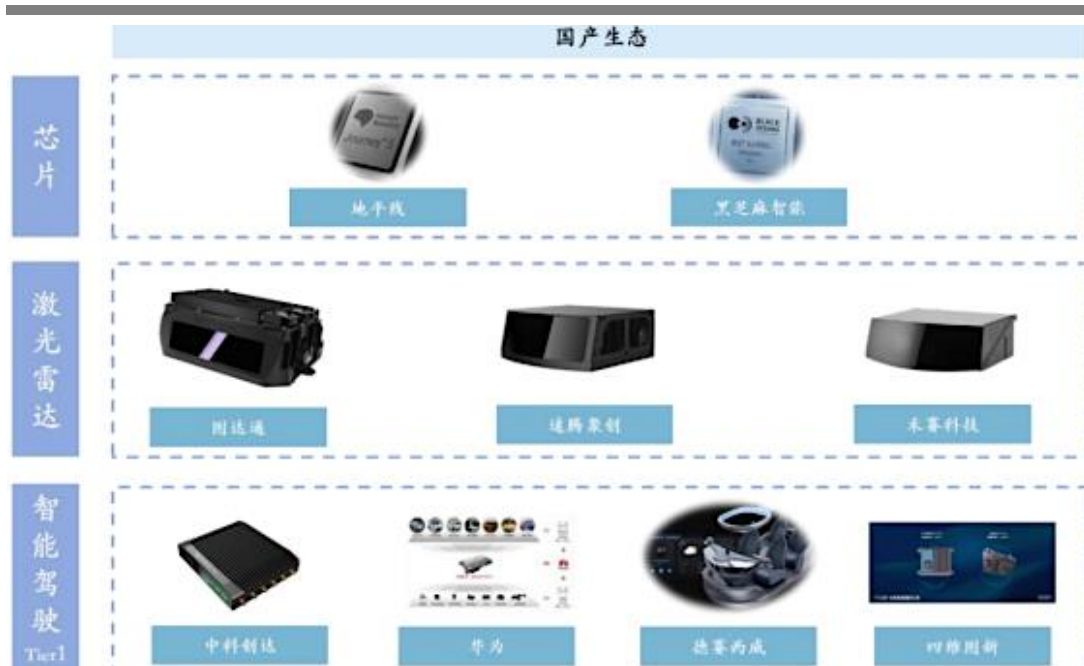 国产生态
芯片
地平线
黑芝麻智能
激光雷达
图达通
速腾聚创
禾赛科技
智能驾驶
Tier1
中科创达
华为
德赛西威
四维图新